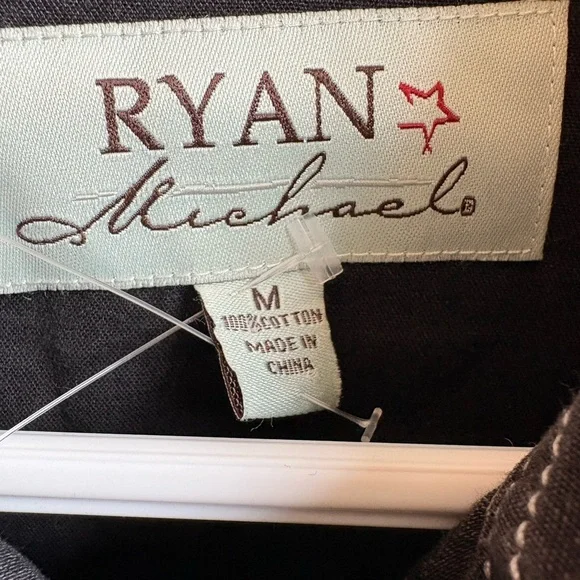 RYAN
Michael®
M
100% COTTON
MADE IN
CHINA